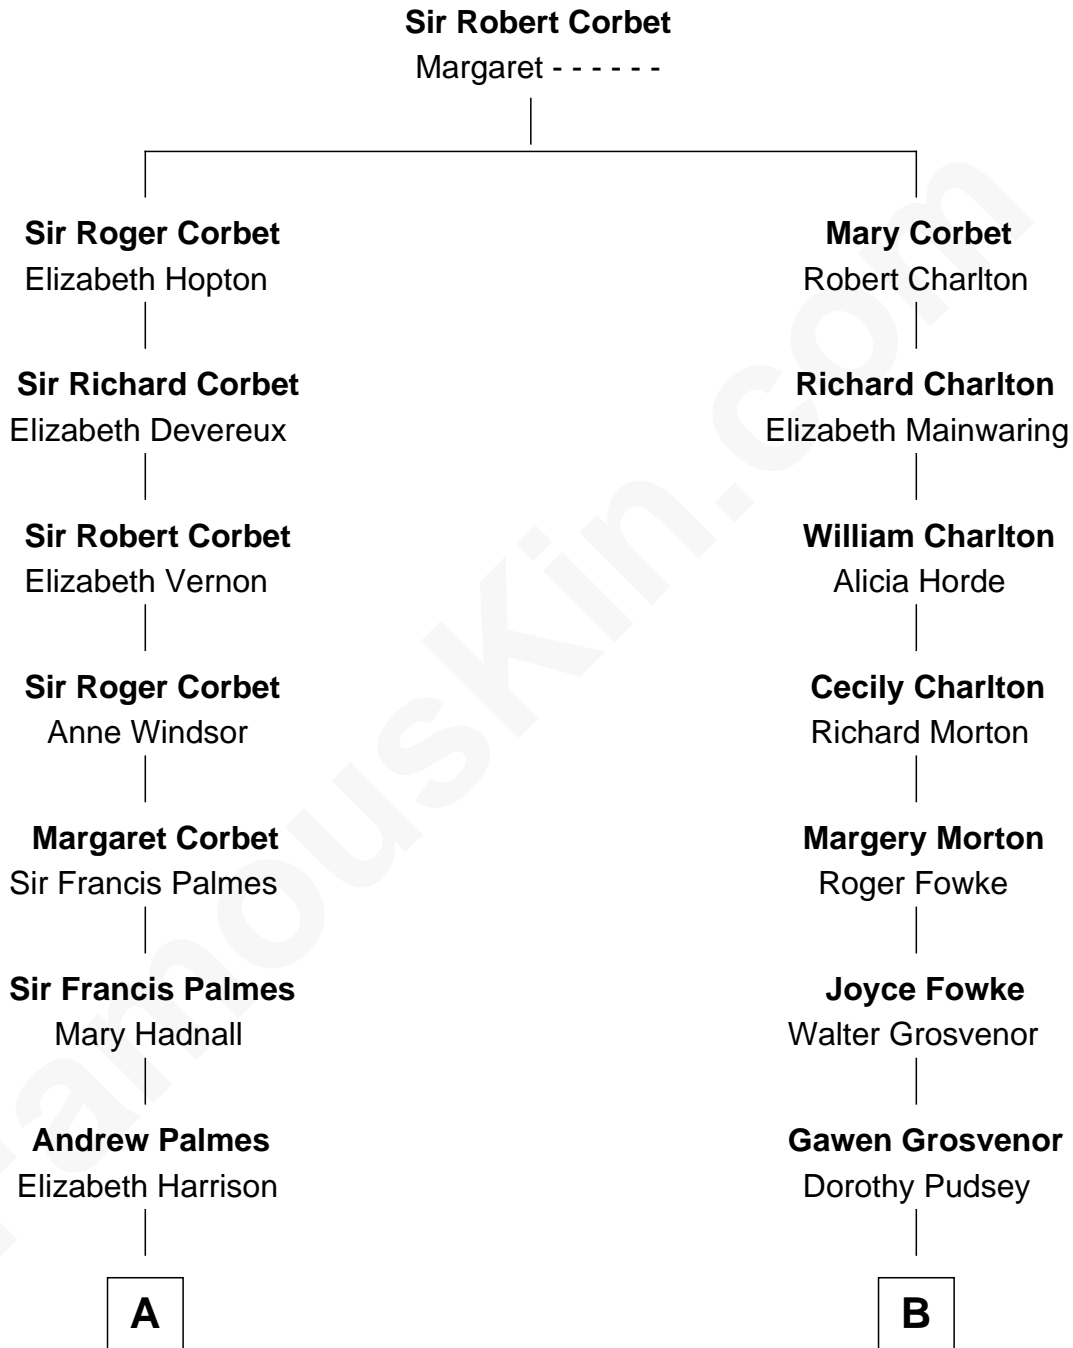 Sir Robert Corbet
Margaret - - - - - -
Sir Roger Corbet
Elizabeth Hopton
Mary Corbet
Robert Charlton
Sir Richard Corbet
Elizabeth Devereux
Richard Charlton
Elizabeth Mainwaring
Sir Robert Corbet
Elizabeth Vernon
William Charlton
Alicia Horde
Sir Roger Corbet
Anne Windsor
Cecily Charlton
Richard Morton
Margaret Corbet
Sir Francis Palmes
Margery Morton
Roger Fowke
Sir Francis Palmes
Mary Hadnall
Joyce Fowke
Walter Grosvenor
Andrew Palmes
Elizabeth Harrison
Gawen Grosvenor
Dorothy Pudsey
A
B
FamousKin.com